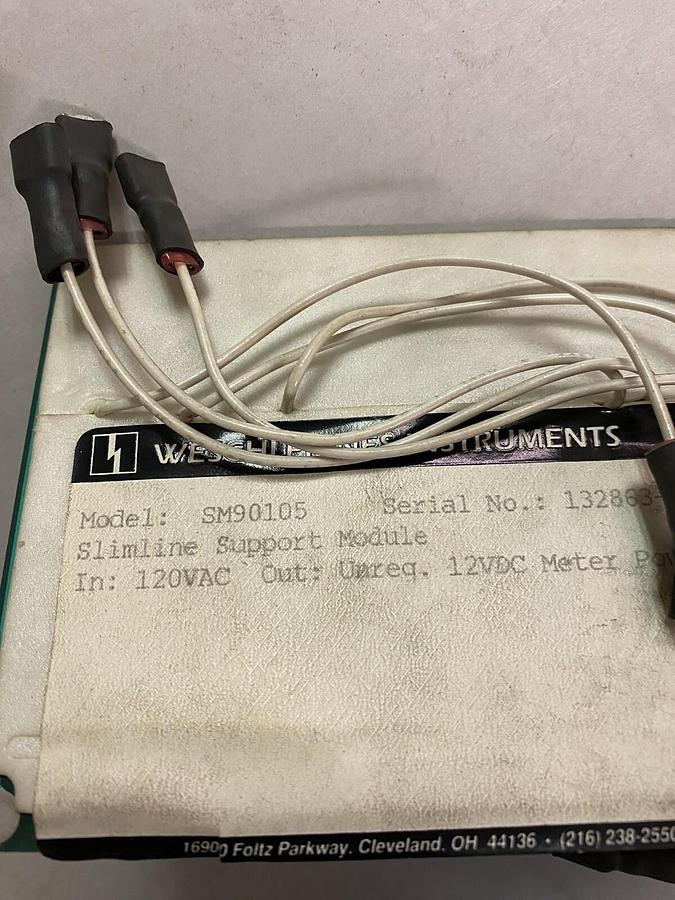 INSTRUMENTS
Model: SM90105 Serial No.: 132863-
Slimline Support Module
In: 120VAC Out: Unreg. 12VDC Meter
16900 Foltz Parkway, Cleveland, OH 44136 • (216) 238-2550